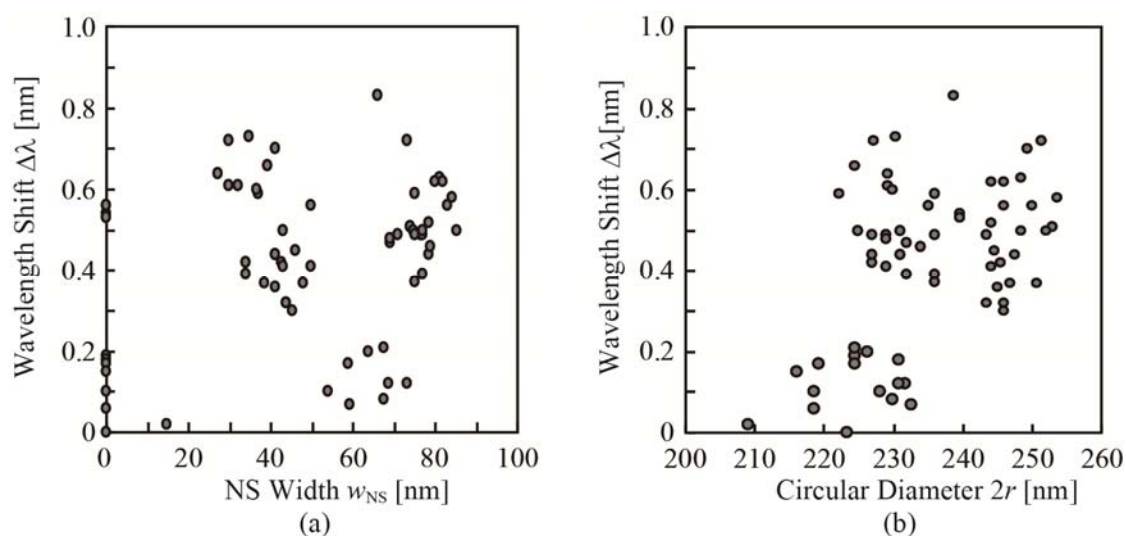 1.0
0.8
0.6
0.4
0.2
0
Wavelength Shift Δλ [nm]
0 20 40 60 80 100
NS Width wNS [nm]
(a)
1.0
0.8
0.6
0.4
0.2
0
Wavelength Shift Δλ[nm]
200 210 220 230 240 250 260
Circular Diameter 2r [nm]
(b)